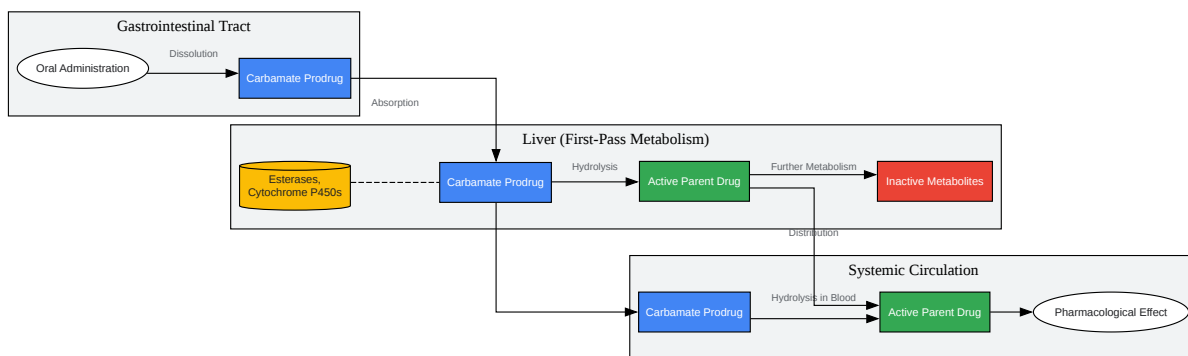 Gastrointestinal Tract
Oral Administration
Dissolution
Carbamate Prodrug
Absorption
Liver (First-Pass Metabolism)
Esterases,
Cytochrome P450s
Carbamate Prodrug
Hydrolysis
Active Parent Drug
Further Metabolism
Inactive Metabolites
Distribution
Systemic Circulation
Carbamate Prodrug
Hydrolysis in Blood
Active Parent Drug
Pharmacological Effect